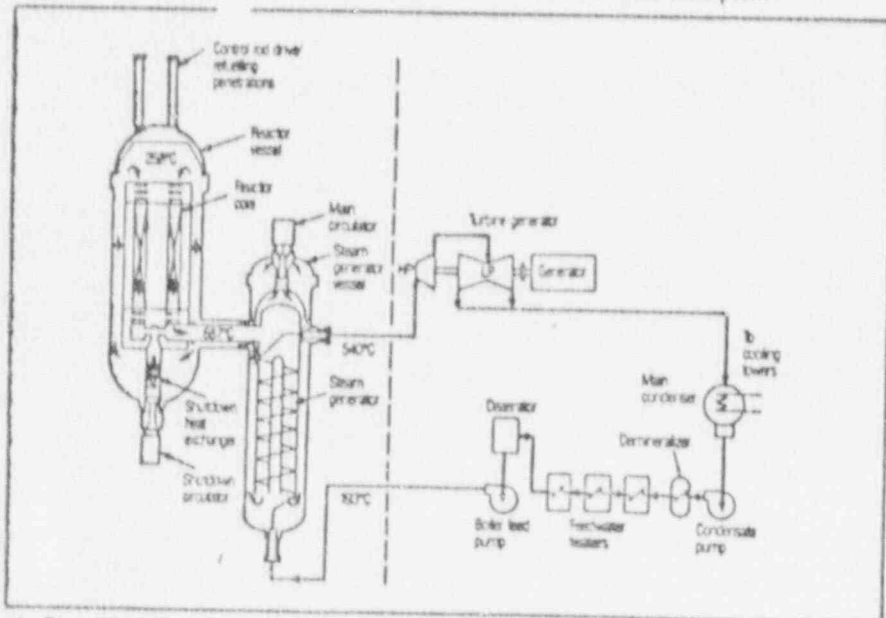 Control rod drive/
refuelling
penetrations
Reactor
vessel
Reactor
core
Main
circulator
Steam
generator
vessel
Turbine generator
HP
Generator
540°C
To
cooling
towers
Main
condenser
Steam
generator
Shutdown
heat
exchanger
Shutdown
circulator
Deaerator
Demineralizer
Boiler feed
pump
Feedwater
heaters
Condensate
pump